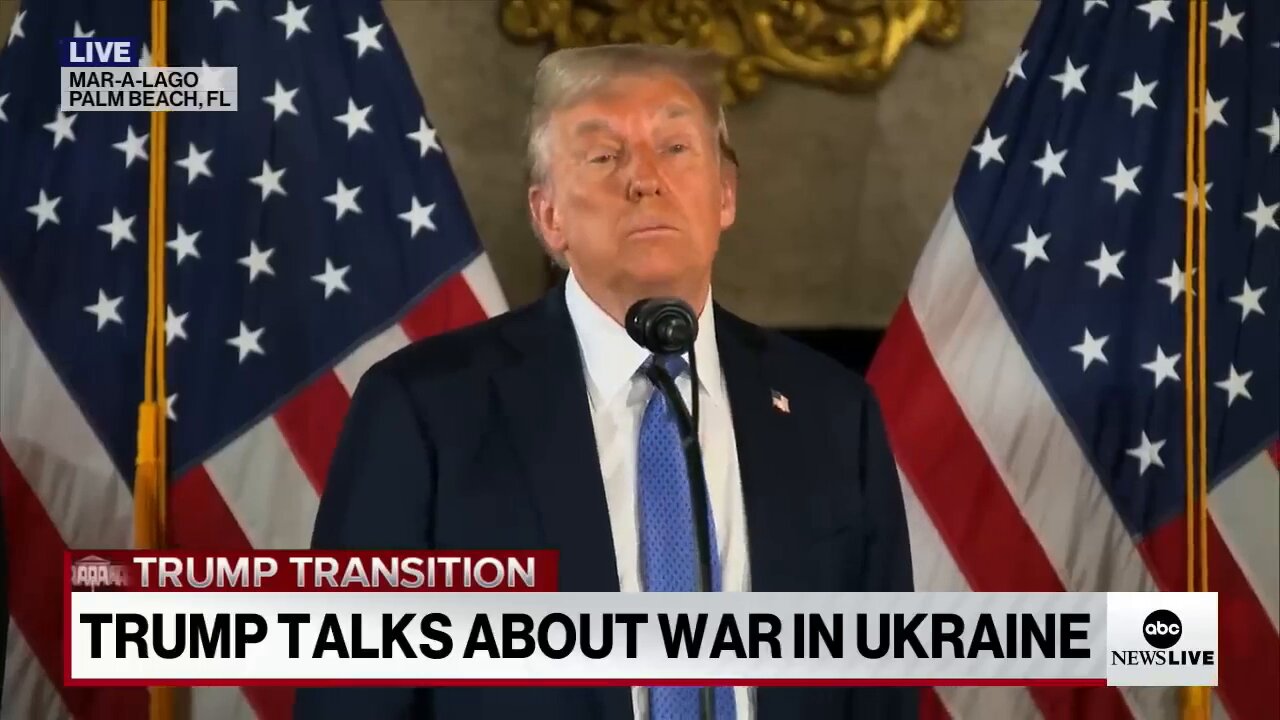 LIVE
MAR-A-LAGO
PALM BEACH, FL
TRUMP TRANSITION
TRUMP TALKS ABOUT WAR IN UKRAINE
abc
NEWS LIVE